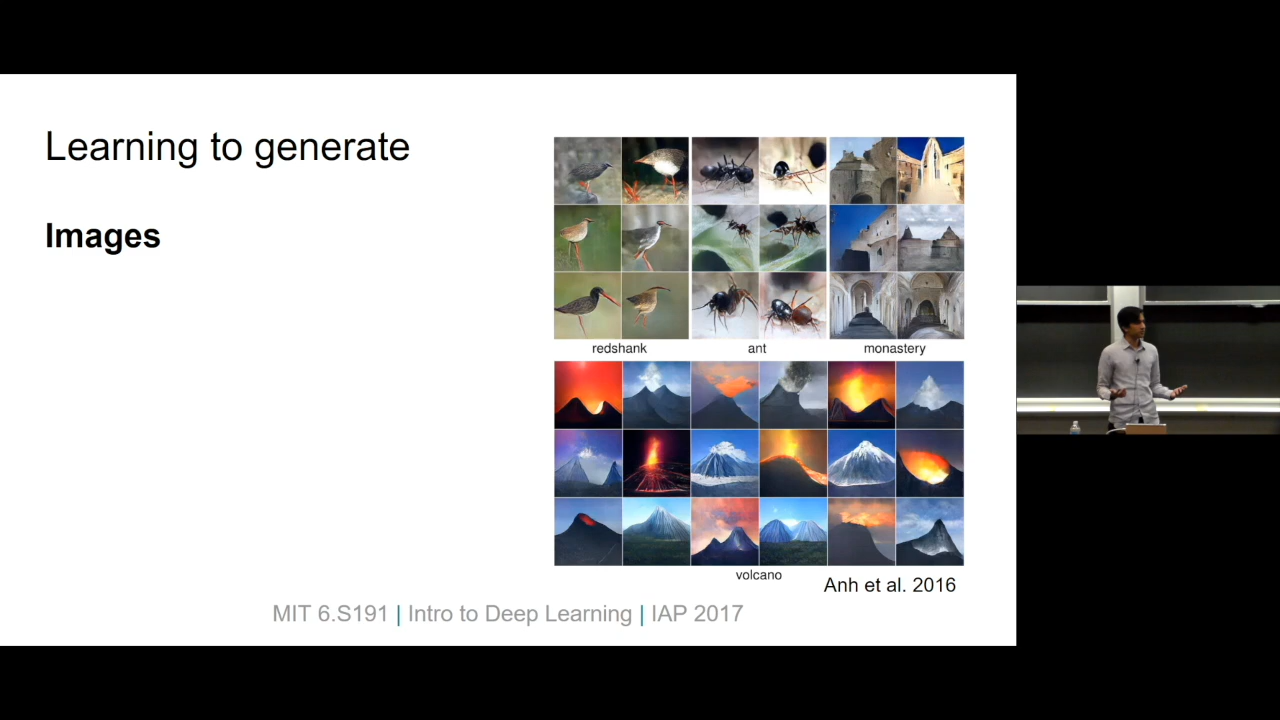 Learning to generate
Images
redshank
ant
monastery
volcano
Anh et al. 2016
MIT 6.S191 | Intro to Deep Learning | IAP 2017